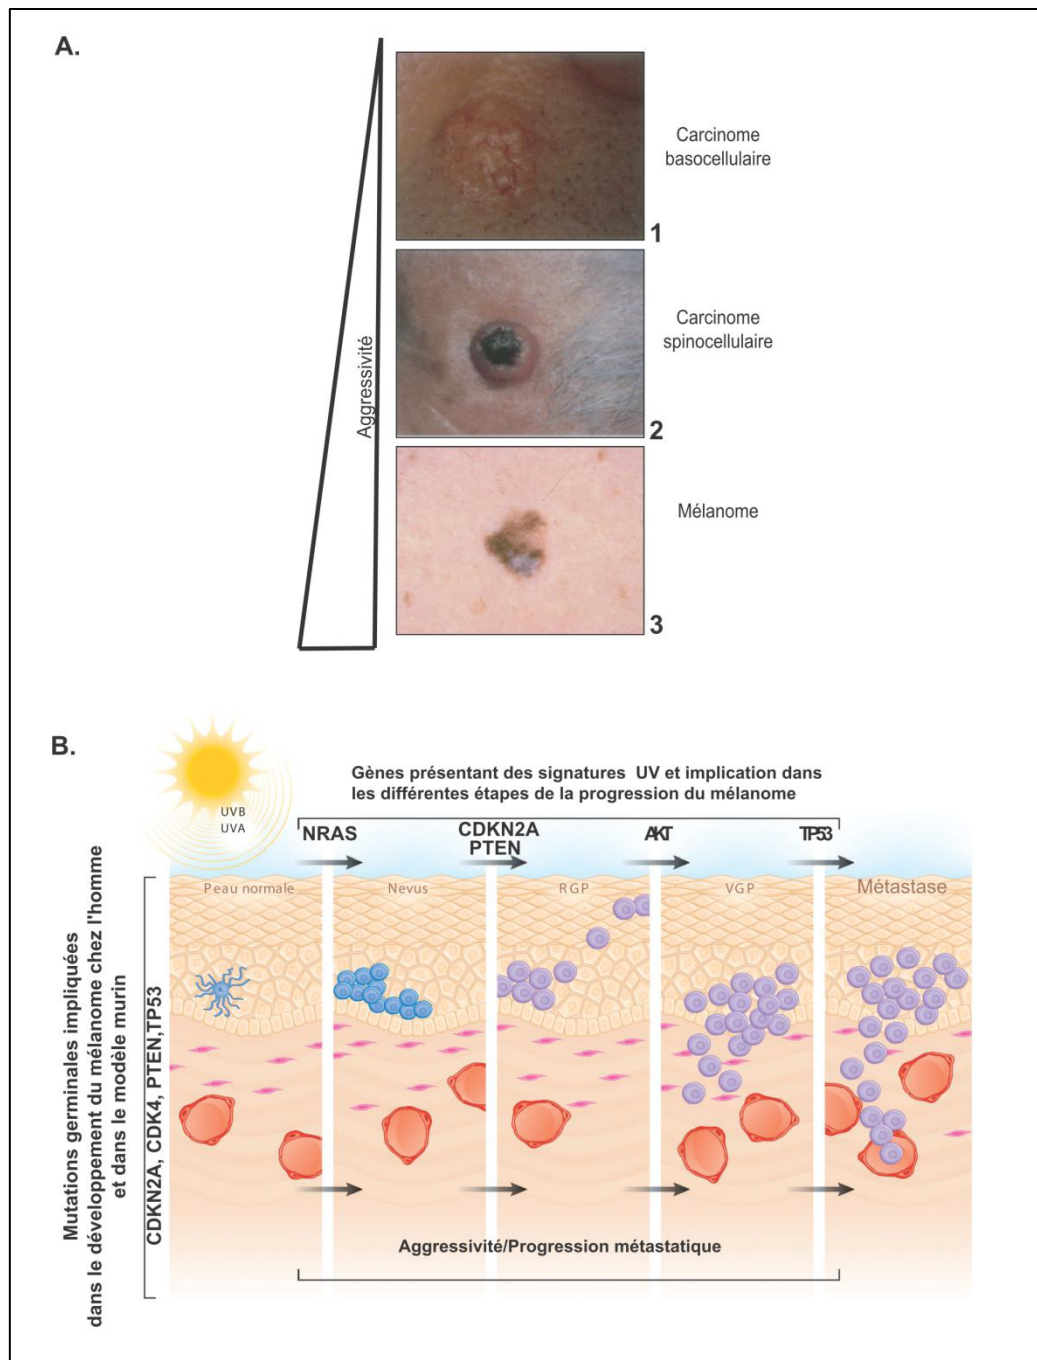 A.
Aggressivité
Carcinome
basocellulaire
1
Carcinome
spinocellulaire
2
Mélanome
3
B.
Gènes présentant des signatures UV et implication dans
les différentes étapes de la progression du mélanome
UVB
UVA
NRAS
CDKN2A
PTEN
AKT
TP53
Peau normale
Nevus
RGP
VGP
Métastase
Mutations germinales impliquées
dans le développement du mélanome chez l'homme
et dans le modèle murin
CDKN2A, CDK4, PTEN,TP53
Aggressivité/Progression métastatique